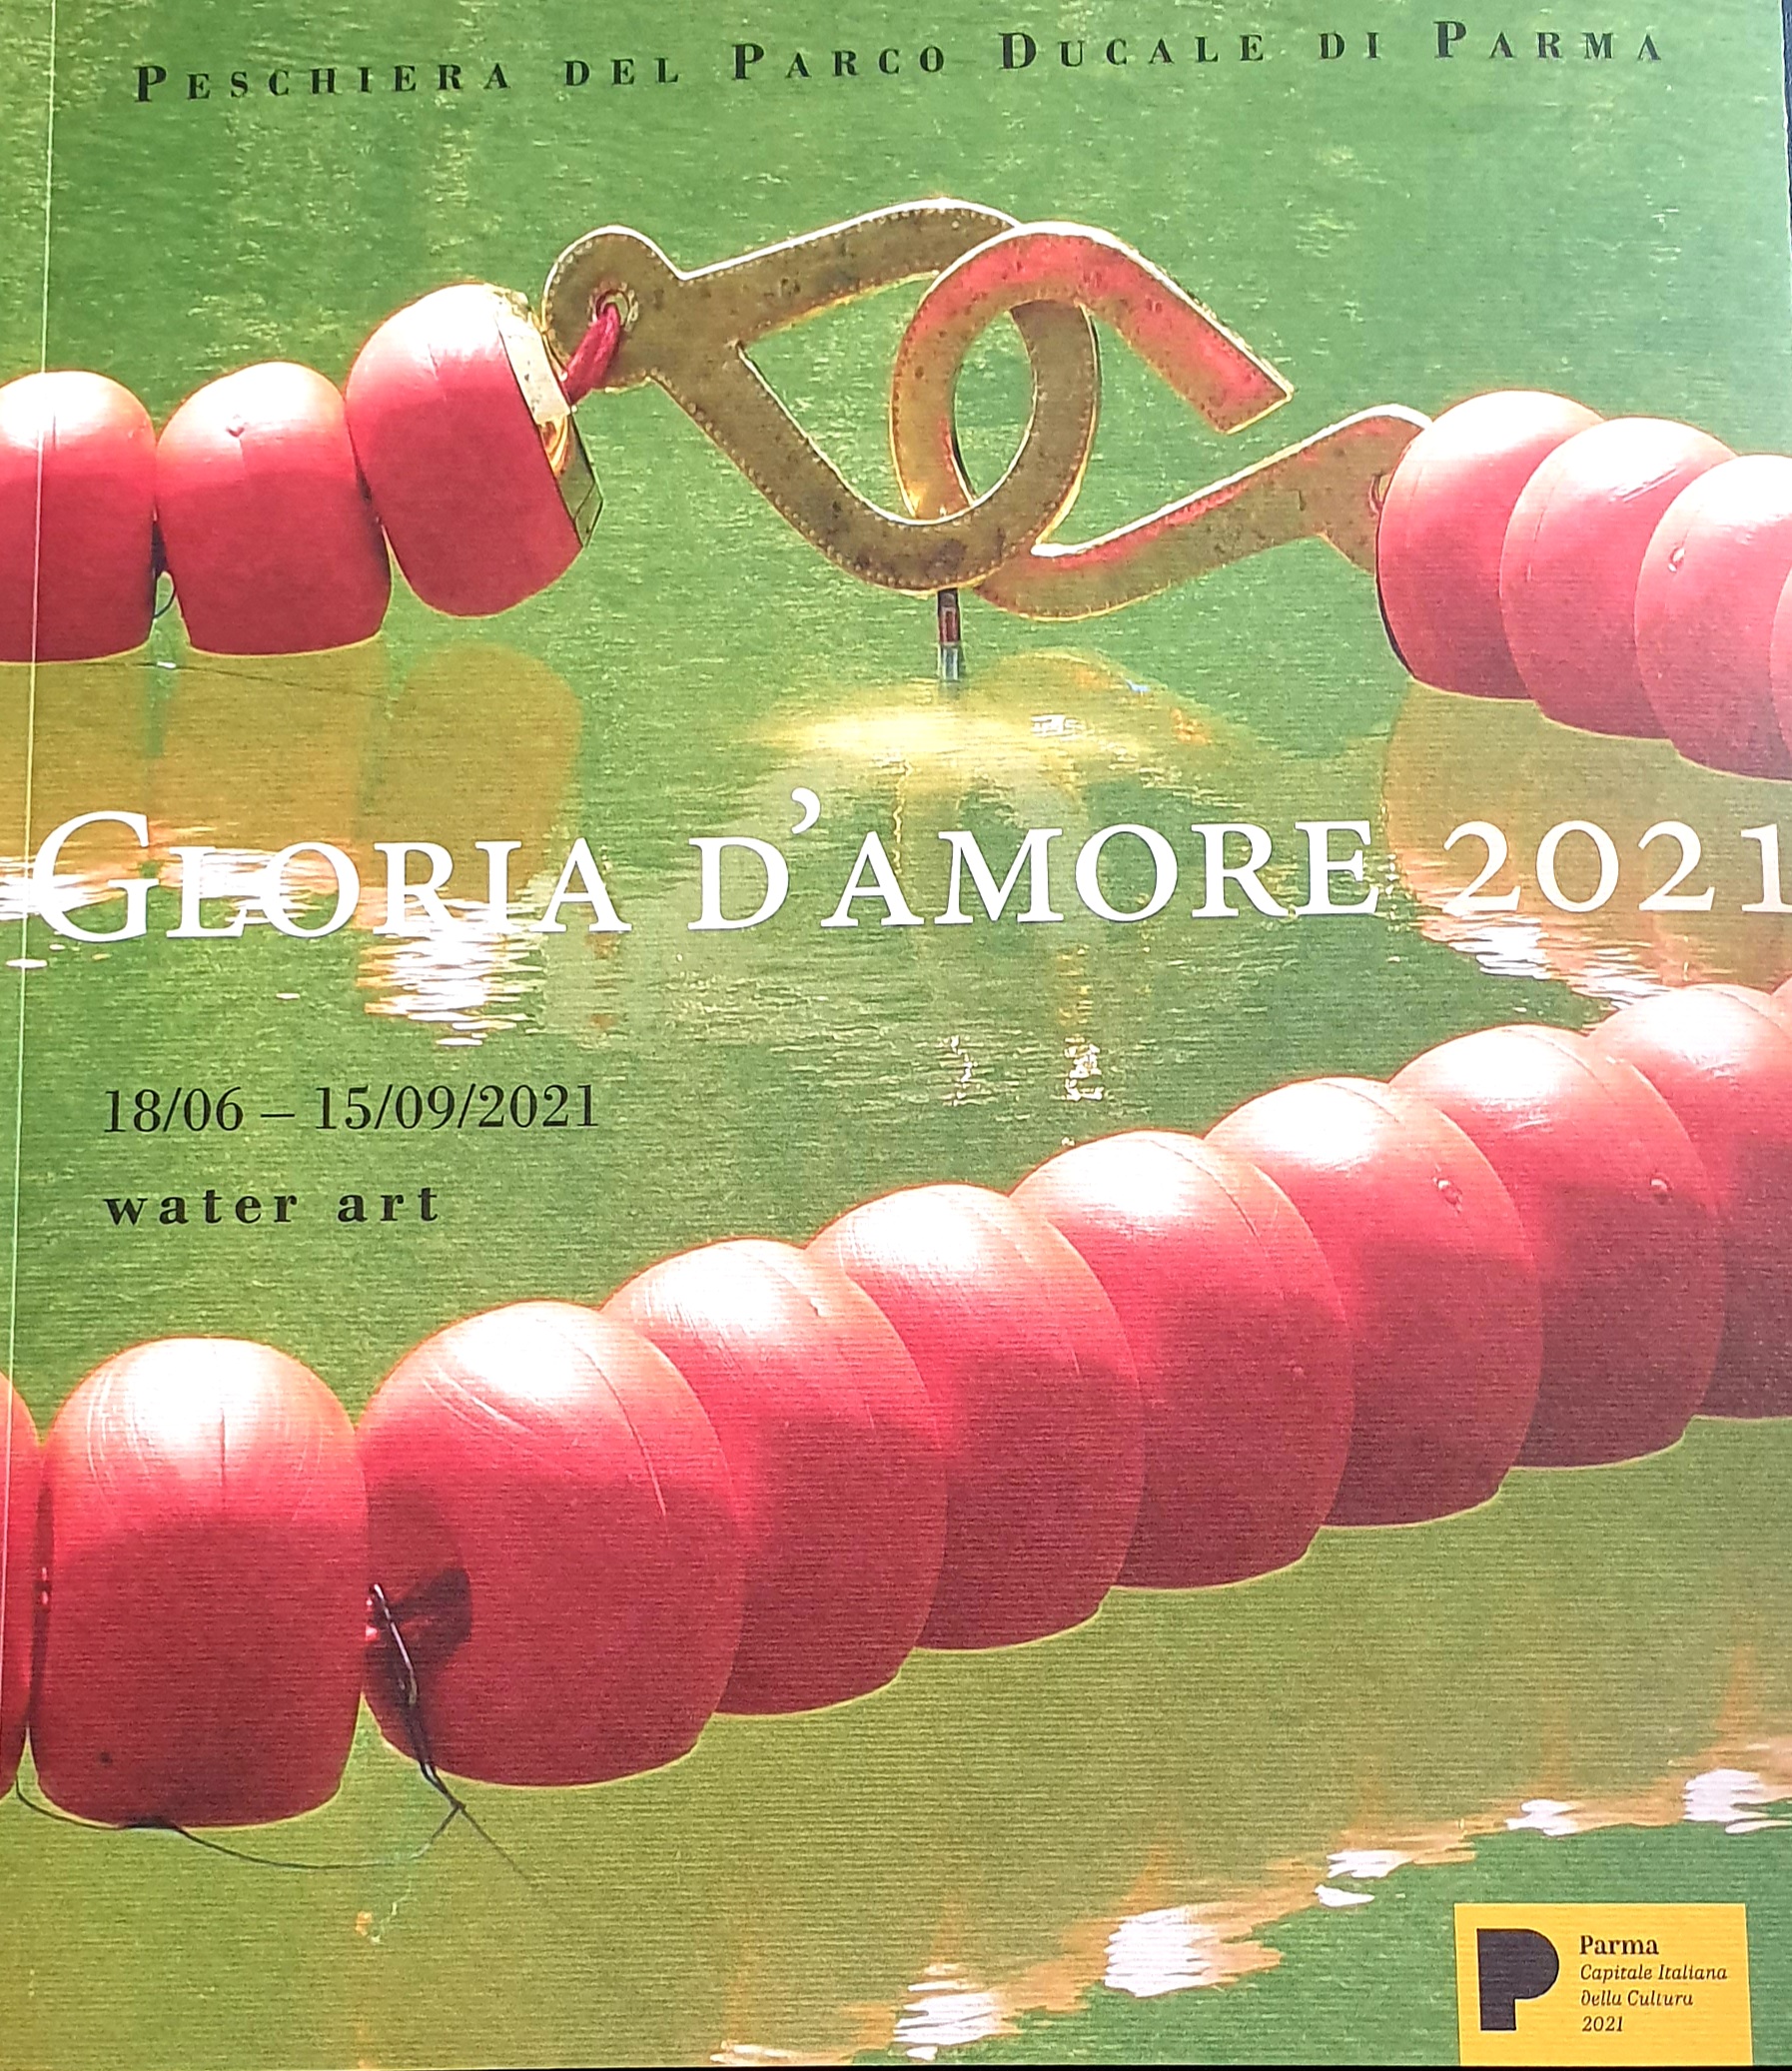 Peschiera del Parco Ducale di Parma
Gloria d'amore 2021
18/06 – 15/09/2021
water art
Parma
Capitale Italiana
della Cultura
2021